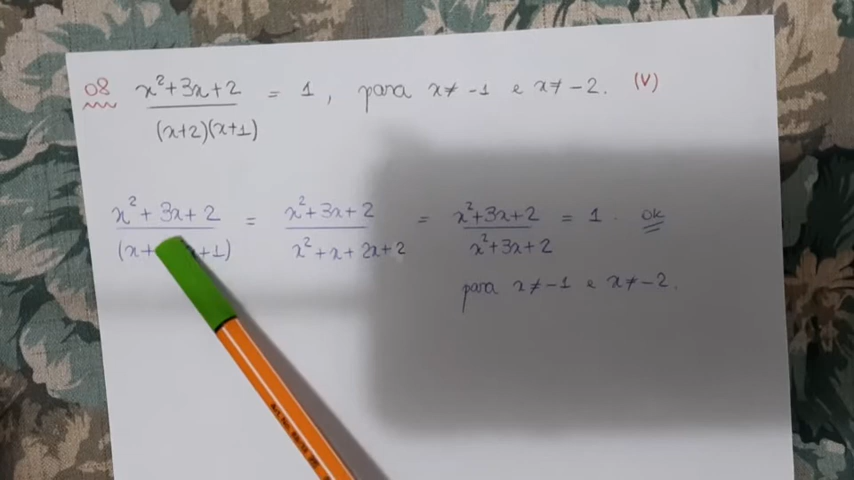 08 x²+3x+2 / (x+2)(x+1) = 1, para x≠-1 e x≠-2. (V)
x²+3x+2 / (x+ x+1) = x²+3x+2 / x²+x+2x+2 = x²+3x+2 / x²+3x+2 = 1. ok
para x≠-1 e x≠-2.